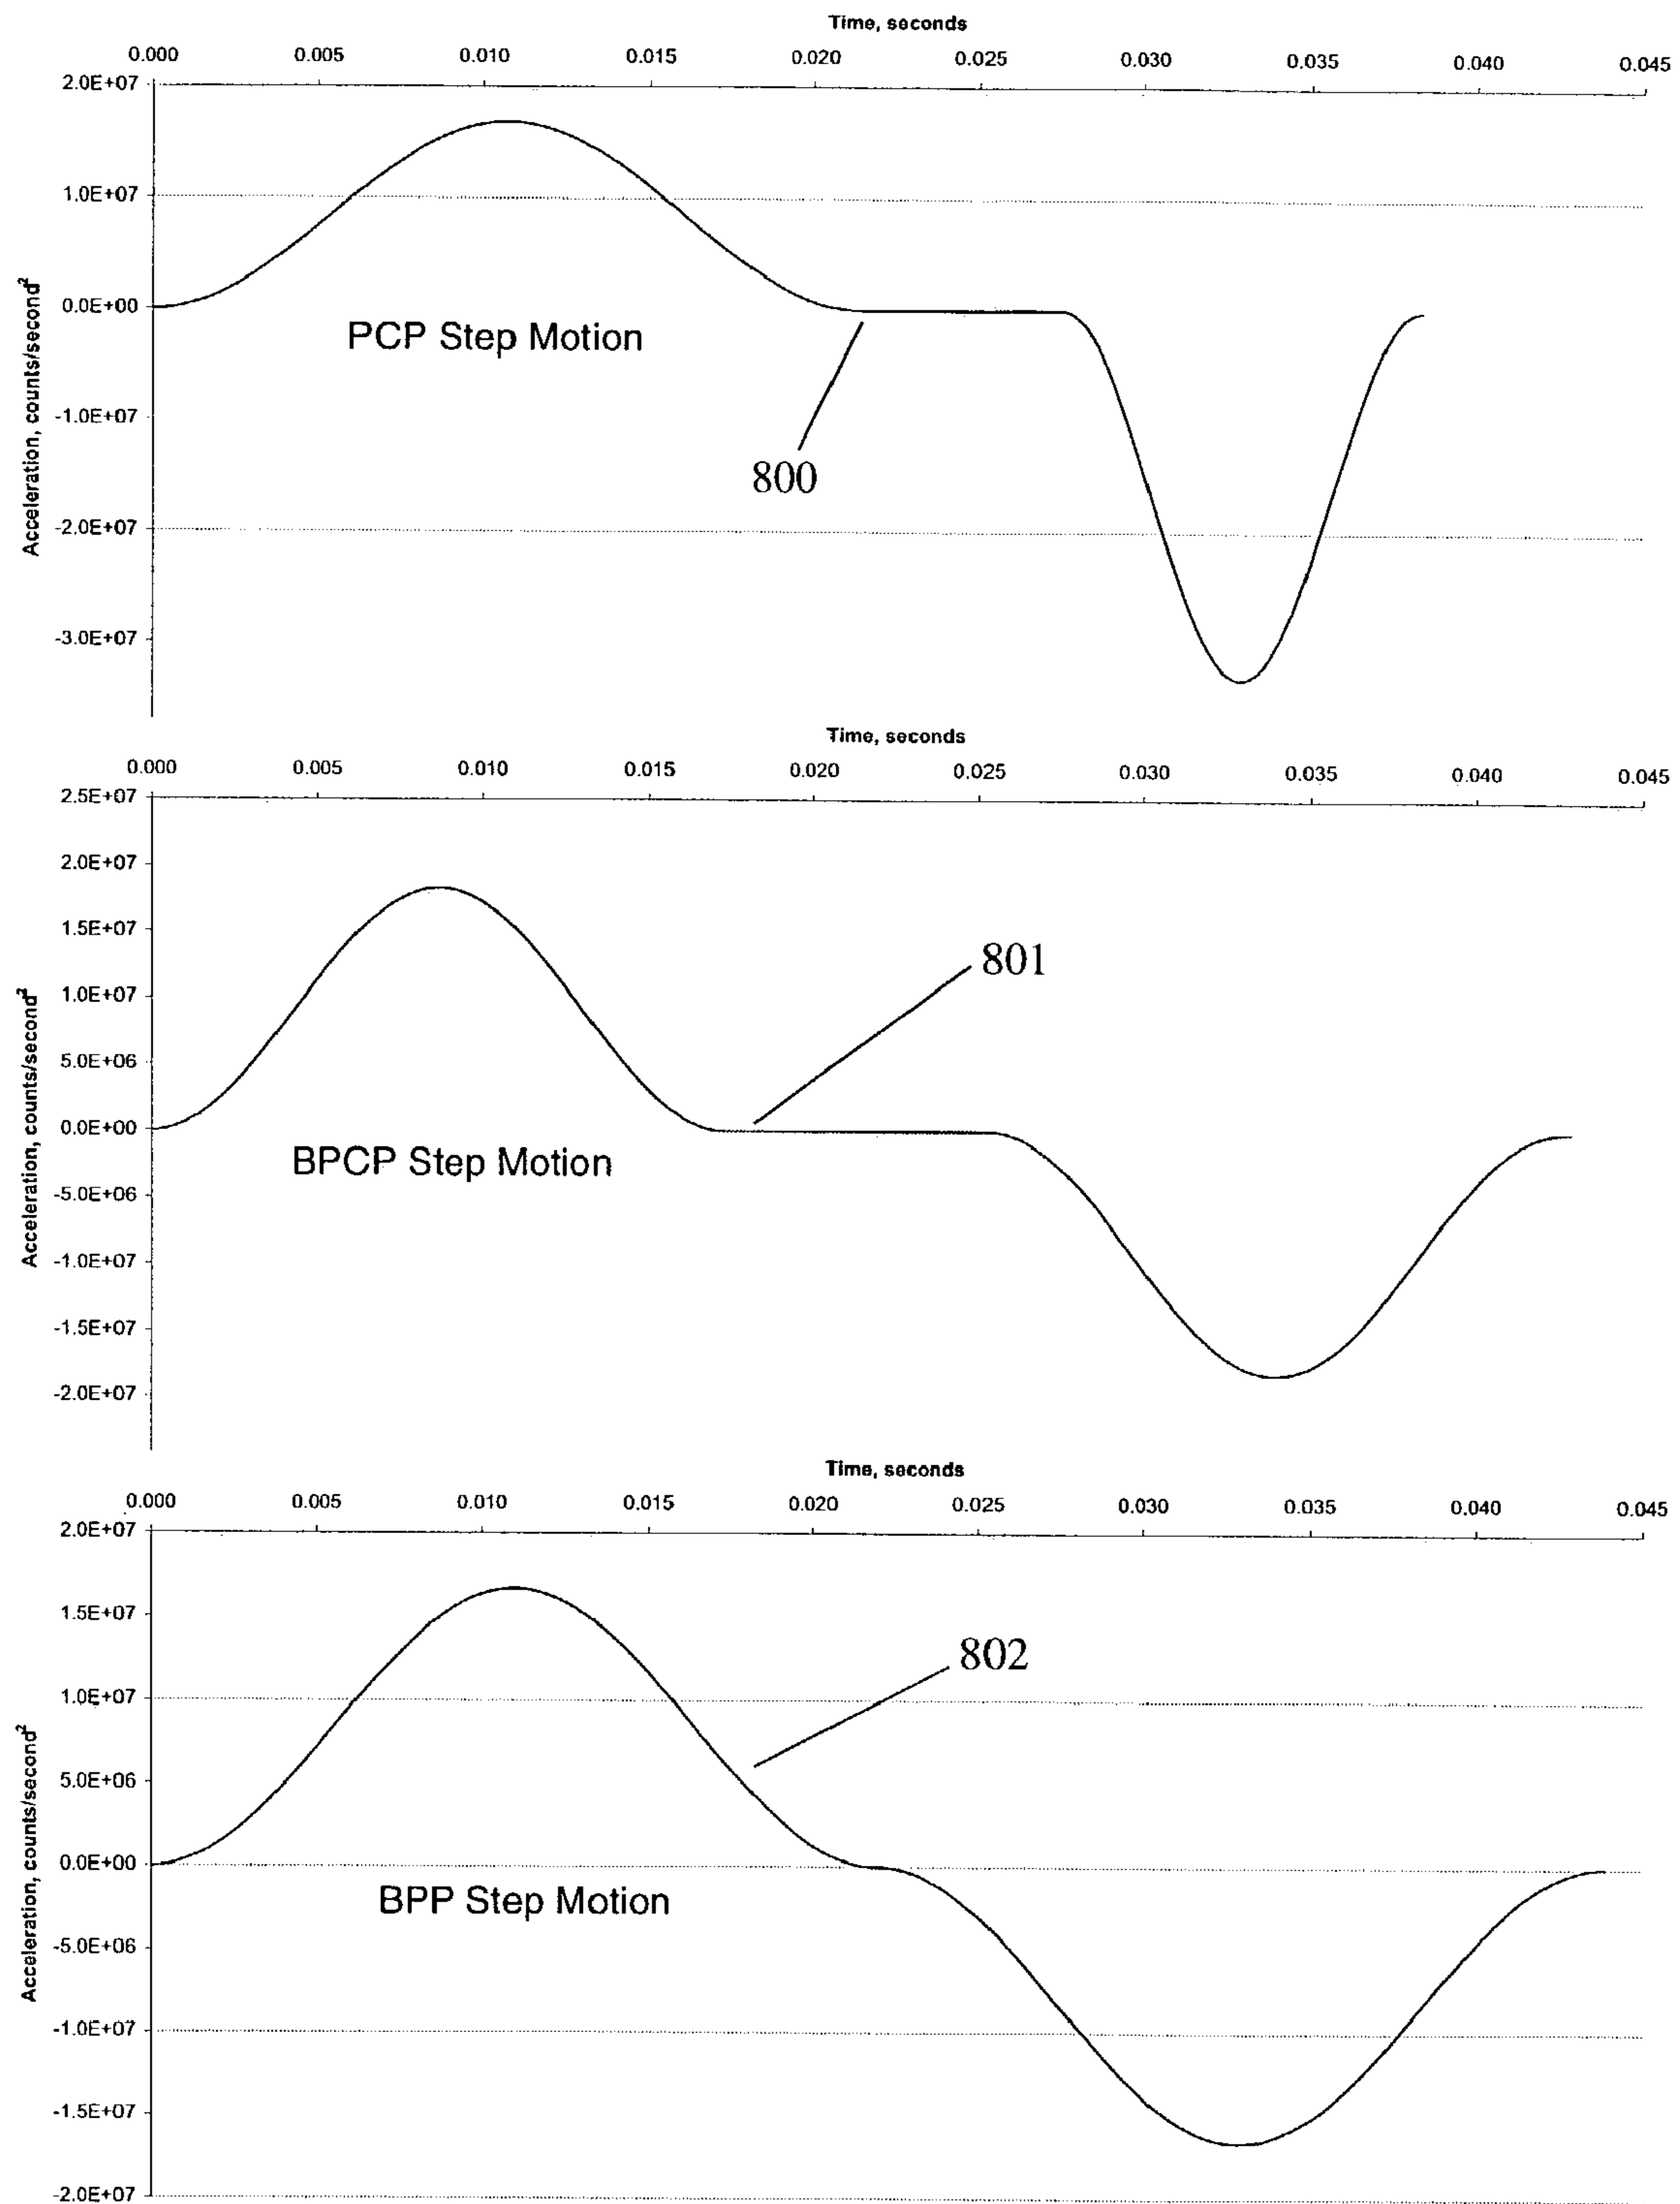 Time, seconds
0.000 0.005 0.010 0.015 0.020 0.025 0.030 0.035 0.040 0.045
2.0E+07
1.0E+07
0.0E+00
-1.0E+07
-2.0E+07
-3.0E+07
Acceleration, counts/second²
PCP Step Motion
800
Time, seconds
0.000 0.005 0.010 0.015 0.020 0.025 0.030 0.035 0.040 0.045
2.5E+07
2.0E+07
1.5E+07
1.0E+07
5.0E+06
0.0E+00
-5.0E+06
-1.0E+07
-1.5E+07
-2.0E+07
Acceleration, counts/second²
801
BPCP Step Motion
Time, seconds
0.000 0.005 0.010 0.015 0.020 0.025 0.030 0.035 0.040 0.045
2.0E+07
1.5E+07
1.0E+07
5.0E+06
0.0E+00
-5.0E+06
-1.0E+07
-1.5E+07
-2.0E+07
Acceleration, counts/second²
802
BPP Step Motion